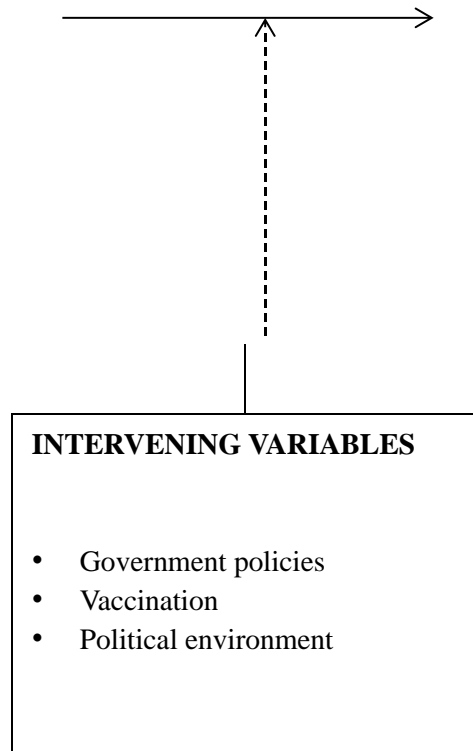 INTERVENING VARIABLES
• Government policies
• Vaccination
• Political environment